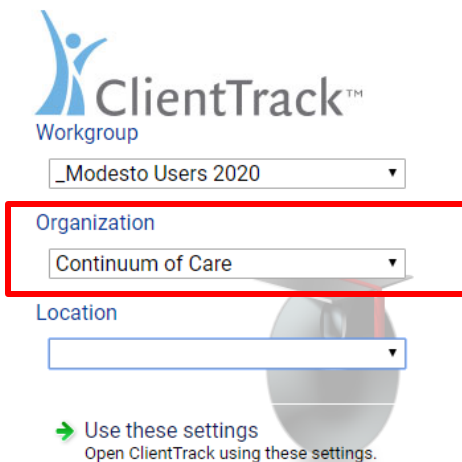 ClientTrack™
Workgroup
_Modesto Users 2020
Organization
Continuum of Care
Location
Use these settings
Open ClientTrack using these settings.